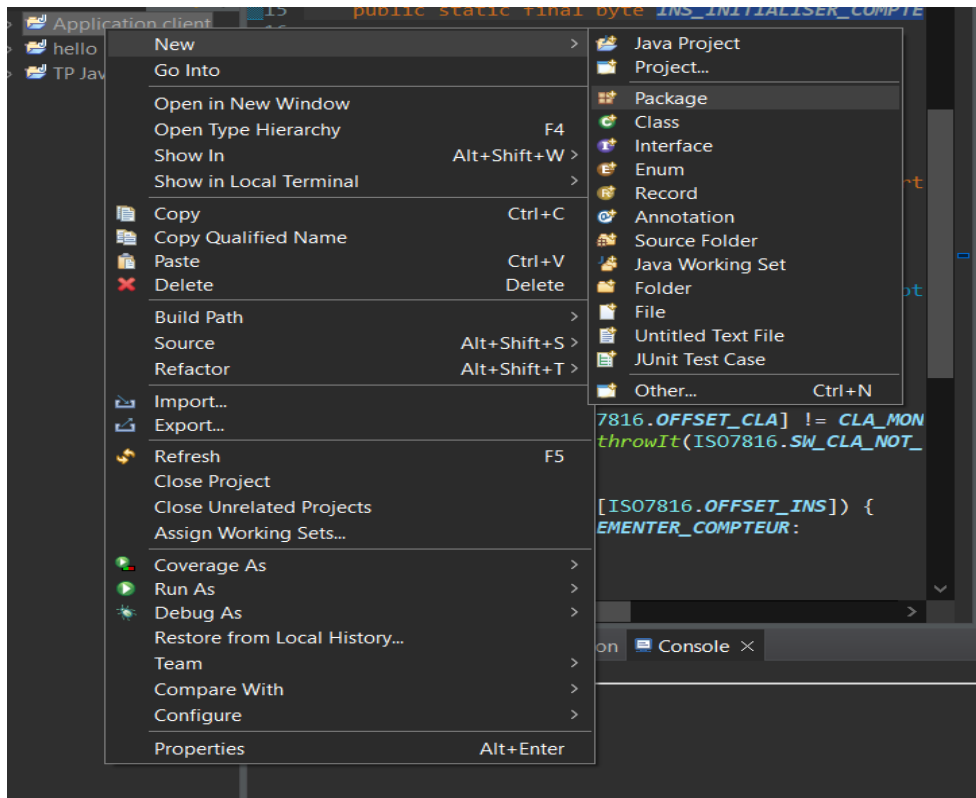 15 public static final byte INS_INITIALISER_COMPTE
Application client
hello
TP Jav
New >
Go Into
Open in New Window
Open Type Hierarchy F4
Show In Alt+Shift+W >
Show in Local Terminal >
Copy Ctrl+C
Copy Qualified Name
Paste Ctrl+V
Delete Delete
Build Path >
Source Alt+Shift+S >
Refactor Alt+Shift+T >
Import...
Export...
Refresh F5
Close Project
Close Unrelated Projects
Assign Working Sets...
Coverage As >
Run As >
Debug As >
Restore from Local History...
Team >
Compare With >
Configure >
Properties Alt+Enter
Java Project
Project...
Package
Class
Interface
Enum
Record
Annotation
Source Folder
Java Working Set
Folder
File
Untitled Text File
JUnit Test Case
Other... Ctrl+N
rt
ot
7816.OFFSET_CLA] != CLA_MON
throwIt(ISO7816.SW_CLA_NOT_
[ISO7816.OFFSET_INS]) {
EMENTER_COMPTEUR:
on Console